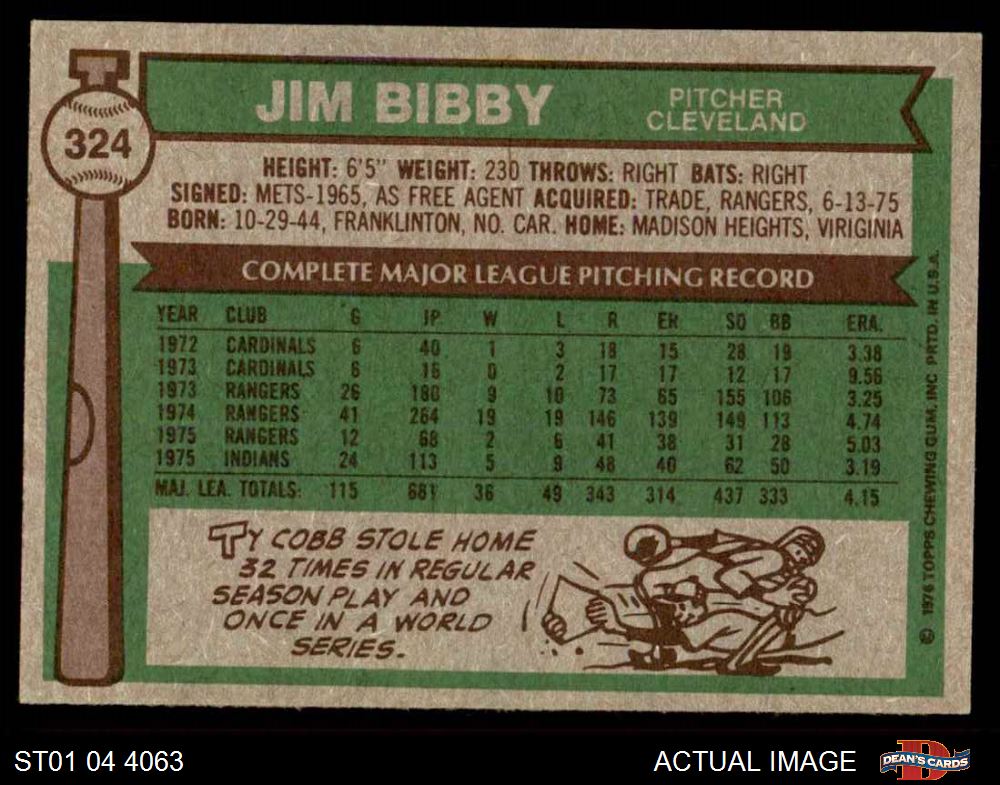 324
JIM BIBBY
PITCHER
CLEVELAND
HEIGHT: 6'5" WEIGHT: 230 THROWS: RIGHT BATS: RIGHT
SIGNED: METS-1965, AS FREE AGENT ACQUIRED: TRADE, RANGERS, 6-13-75
BORN: 10-29-44, FRANKLINTON, NO. CAR. HOME: MADISON HEIGHTS, VIRIGINIA
COMPLETE MAJOR LEAGUE PITCHING RECORD
YEAR CLUB G IP W L R ER SO BB ERA.
1972 CARDINALS 6 40 1 3 18 15 28 19 3.38
1973 CARDINALS 6 16 0 2 17 17 12 17 9.56
1973 RANGERS 26 180 9 10 73 65 155 106 3.25
1974 RANGERS 41 264 19 19 146 139 149 113 4.74
1975 RANGERS 12 68 2 6 41 38 31 28 5.03
1975 INDIANS 24 113 5 9 48 40 62 50 3.19
MAJ. LEA. TOTALS: 115 681 36 49 343 314 437 333 4.15
TY COBB STOLE HOME
32 TIMES IN REGULAR
SEASON PLAY AND
ONCE IN A WORLD
SERIES.
© 1976 TOPPS CHEWING GUM, INC. PRTD. IN U.S.A.
ST01 04 4063
ACTUAL IMAGE
DEAN'S CARDS